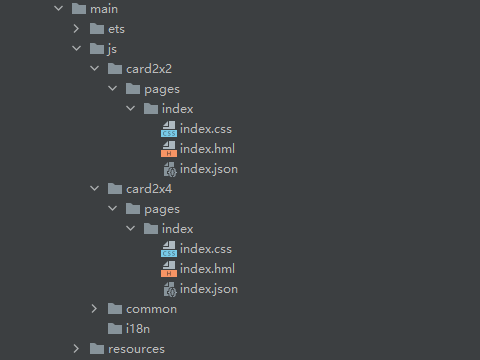 main
ets
js
card2x2
pages
index
CSS index.css
H index.hml
index.json
card2x4
pages
index
CSS index.css
H index.hml
index.json
common
i18n
resources